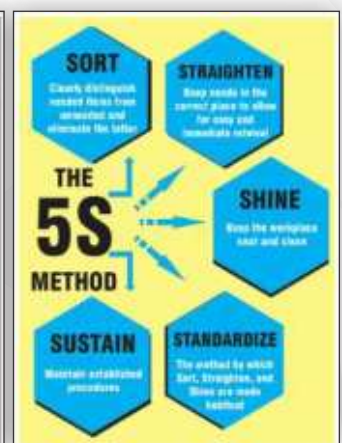 SORT
Clearly distinguish
needed items from
unneeded and
eliminate the latter
STRAIGHTEN
Keep needs in the
correct place to allow
for easy and
immediate retrieval
THE
5S
METHOD
SHINE
Keep the workplace
neat and clean
SUSTAIN
Maintain established
procedures
STANDARDIZE
The method by which
Sort, Straighten, and
Shine are made
habitual